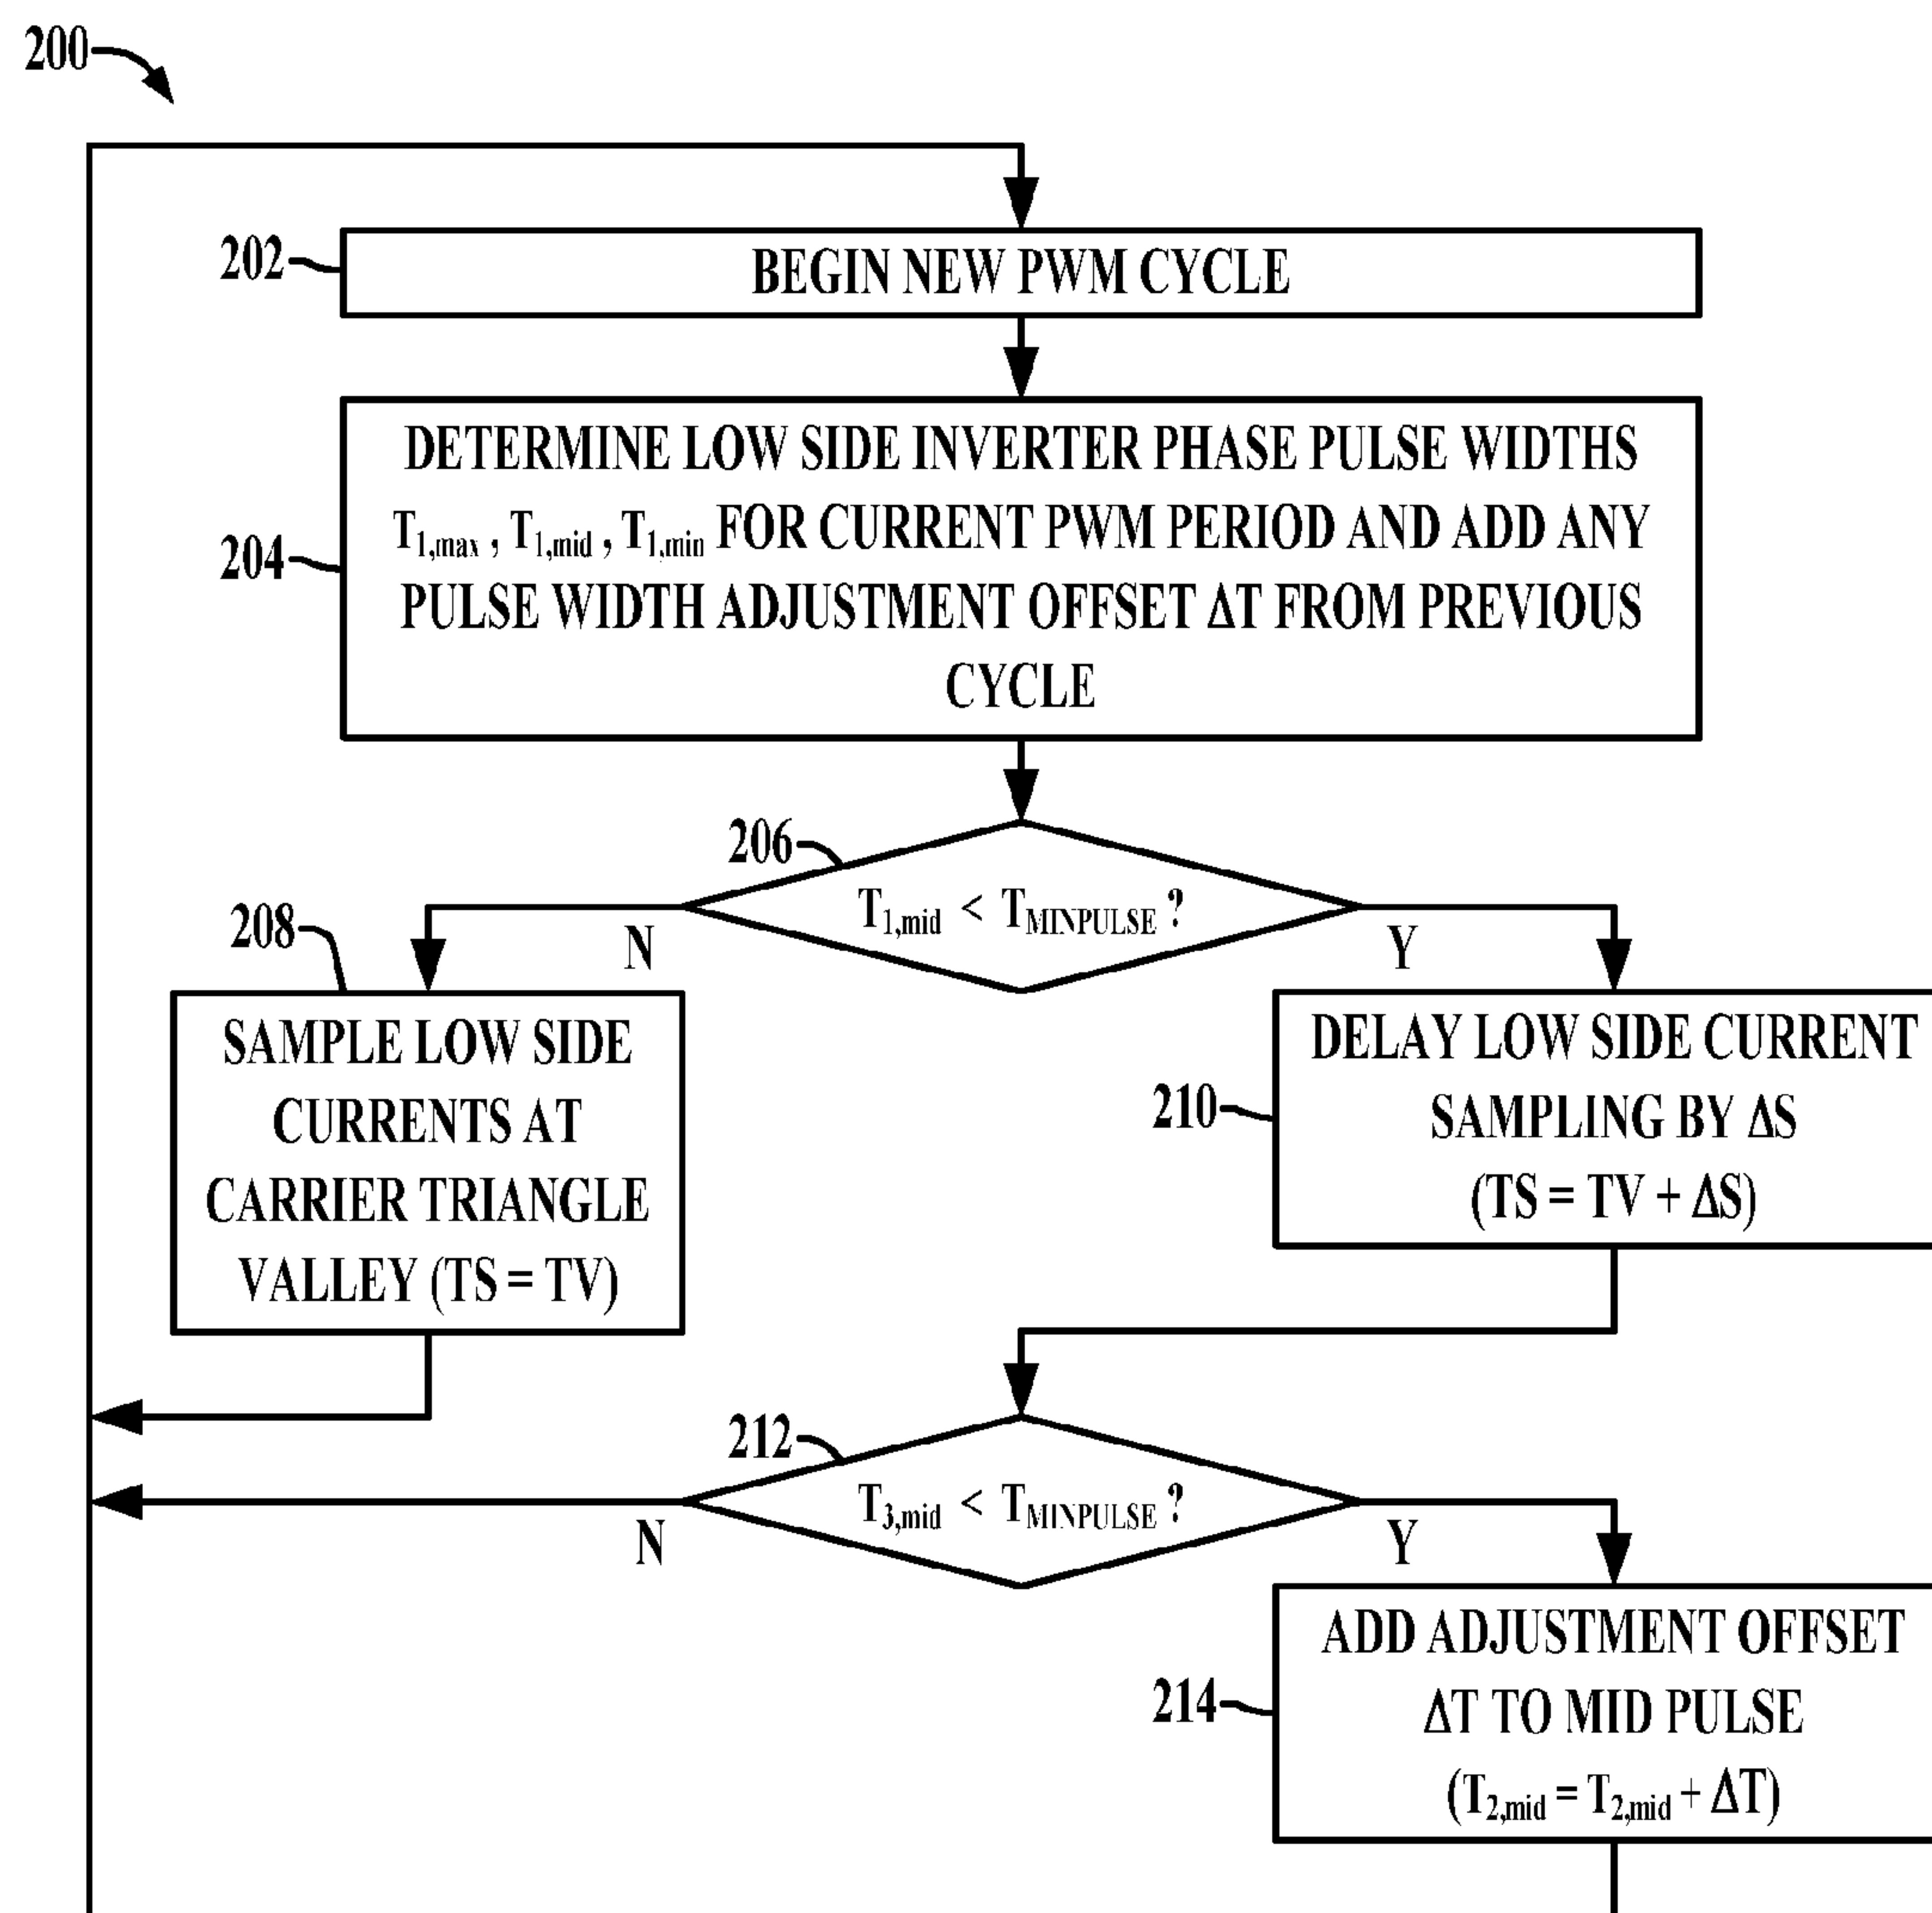 200
202
BEGIN NEW PWM CYCLE
204
DETERMINE LOW SIDE INVERTER PHASE PULSE WIDTHS
T1,max , T1,mid , T1,min FOR CURRENT PWM PERIOD AND ADD ANY
PULSE WIDTH ADJUSTMENT OFFSET ΔT FROM PREVIOUS
CYCLE
206
T1,mid < TMINPULSE ?
N
Y
208
SAMPLE LOW SIDE
CURRENTS AT
CARRIER TRIANGLE
VALLEY (TS = TV)
210
DELAY LOW SIDE CURRENT
SAMPLING BY ΔS
(TS = TV + ΔS)
212
T3,mid < TMINPULSE ?
N
Y
214
ADD ADJUSTMENT OFFSET
ΔT TO MID PULSE
(T2,mid = T2,mid + ΔT)